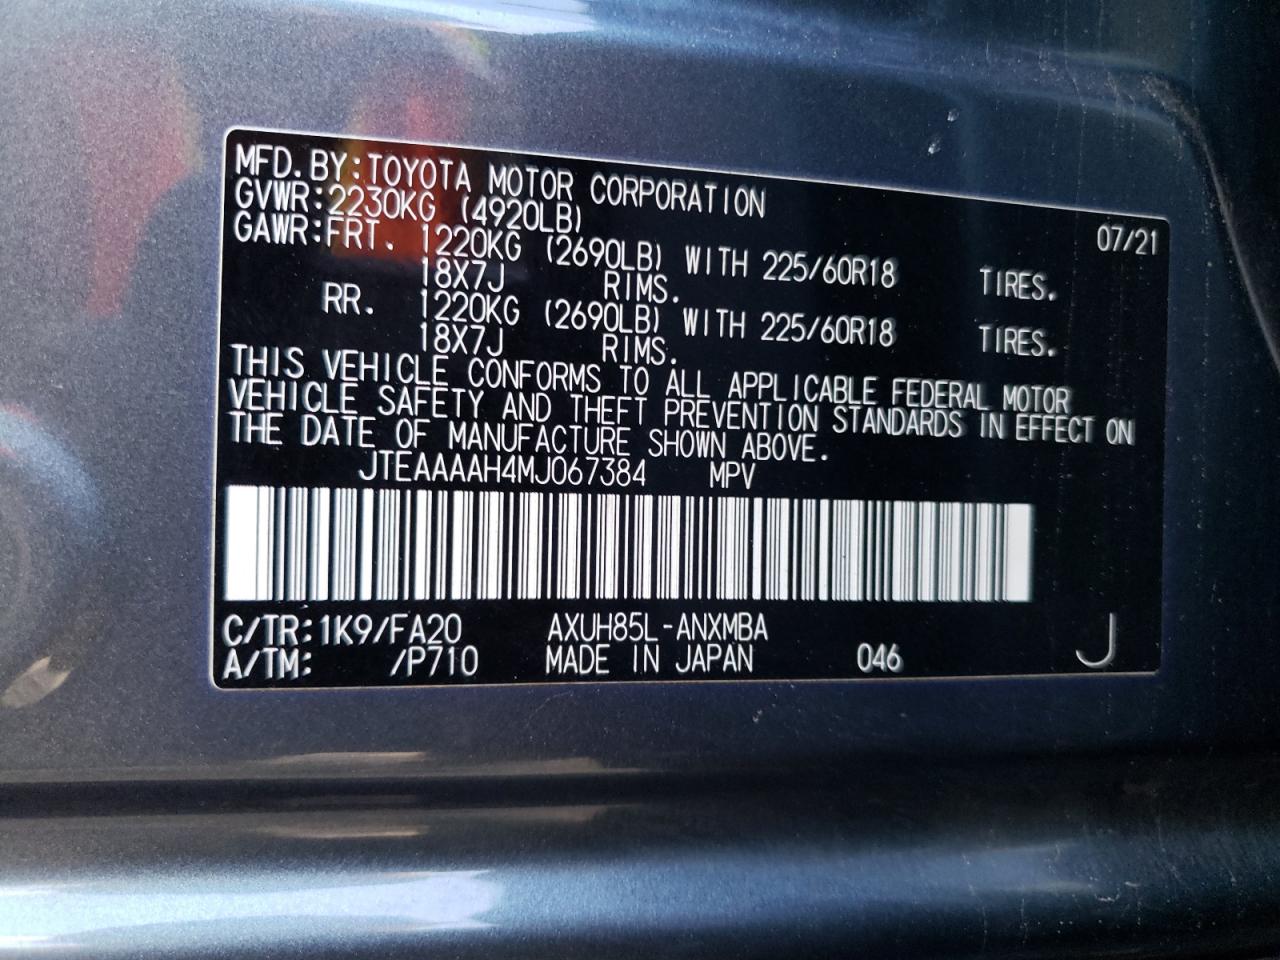 MFD. BY:TOYOTA MOTOR CORPORATION 07/21
GVWR:2230KG (4920LB)
GAWR:FRT. 1220KG (2690LB) WITH 225/60R18 TIRES.
18X7J RIMS.
RR. 1220KG (2690LB) WITH 225/60R18 TIRES.
18X7J RIMS.
THIS VEHICLE CONFORMS TO ALL APPLICABLE FEDERAL MOTOR
VEHICLE SAFETY AND THEFT PREVENTION STANDARDS IN EFFECT ON
THE DATE OF MANUFACTURE SHOWN ABOVE.
JTEAAAAH4MJ067384 MPV
C/TR:1K9/FA20 AXUH85L-ANXMBA
A/TM: /P710 MADE IN JAPAN 046 J